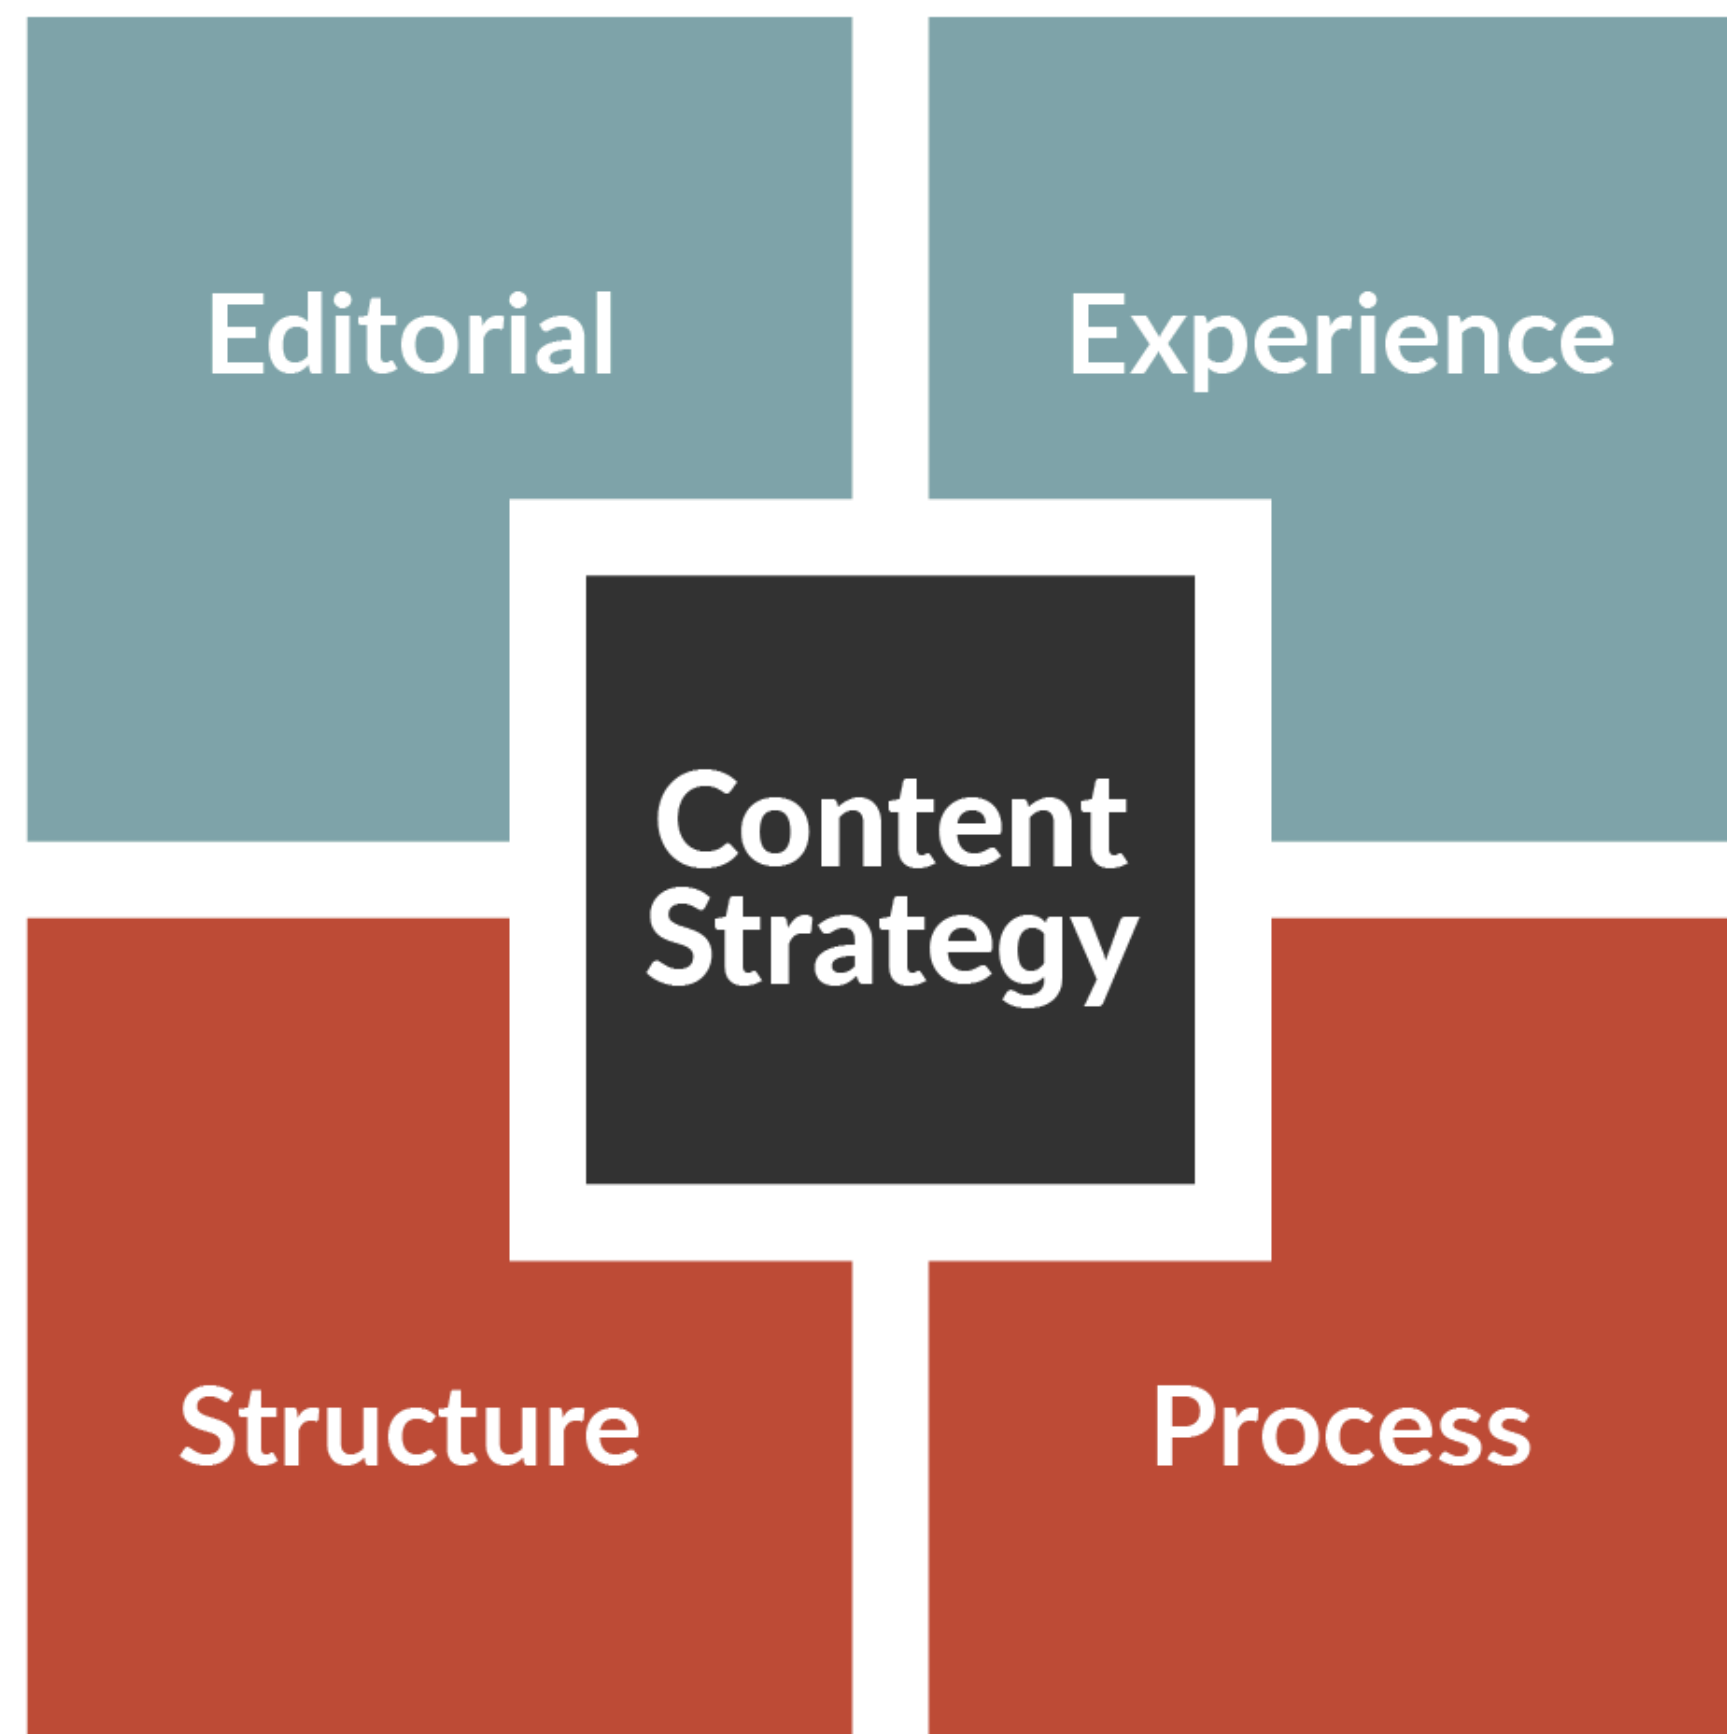 Editorial
Experience
Content
Strategy
Structure
Process